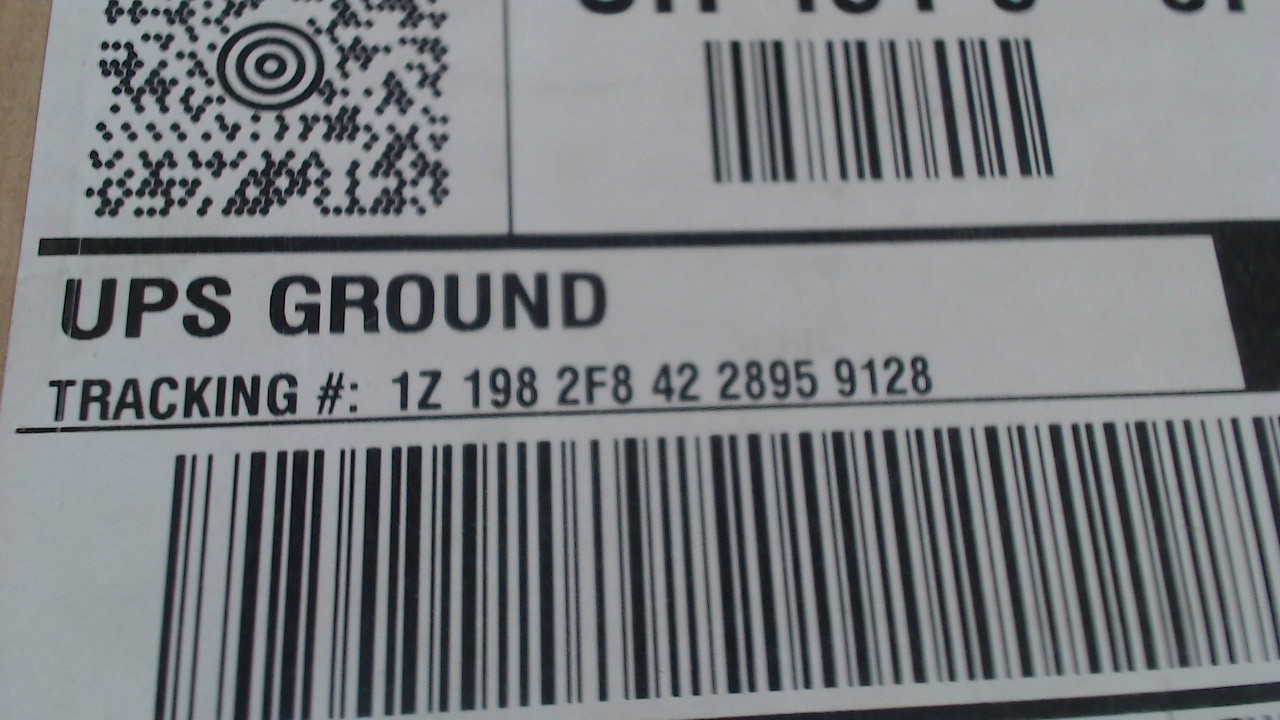 UPS GROUND
TRACKING #: 1Z 198 2F8 42 2895 9128